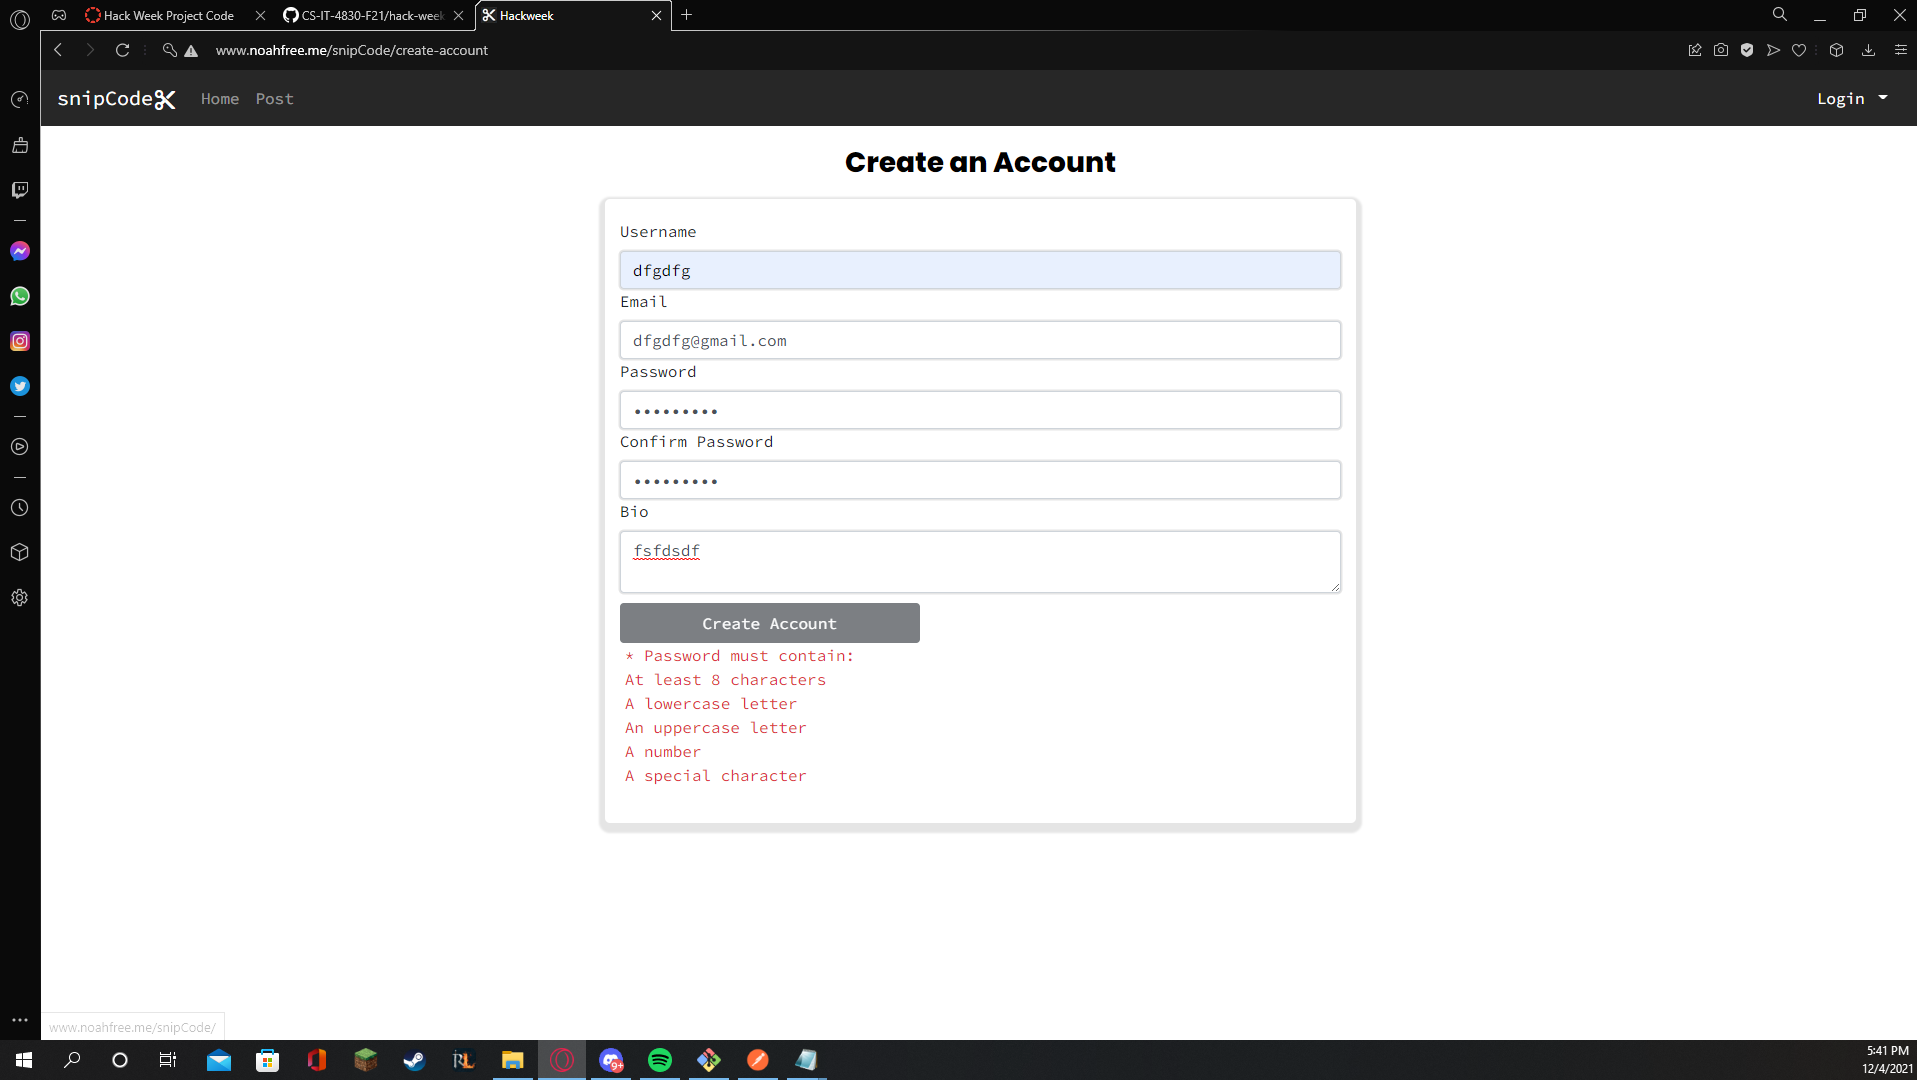 Hack Week Project Code
CS-IT-4830-F21/hack-week
Hackweek
www.noahfree.me/snipCode/create-account
snipCode Home Post Login
Create an Account
Username
dfgdfg
Email
dfgdfg@gmail.com
Password
•••••••••
Confirm Password
•••••••••
Bio
fsfdsdf
Create Account
* Password must contain:
At least 8 characters
A lowercase letter
An uppercase letter
A number
A special character
www.noahfree.me/snipCode/
RL
9+
5:41 PM
12/4/2021